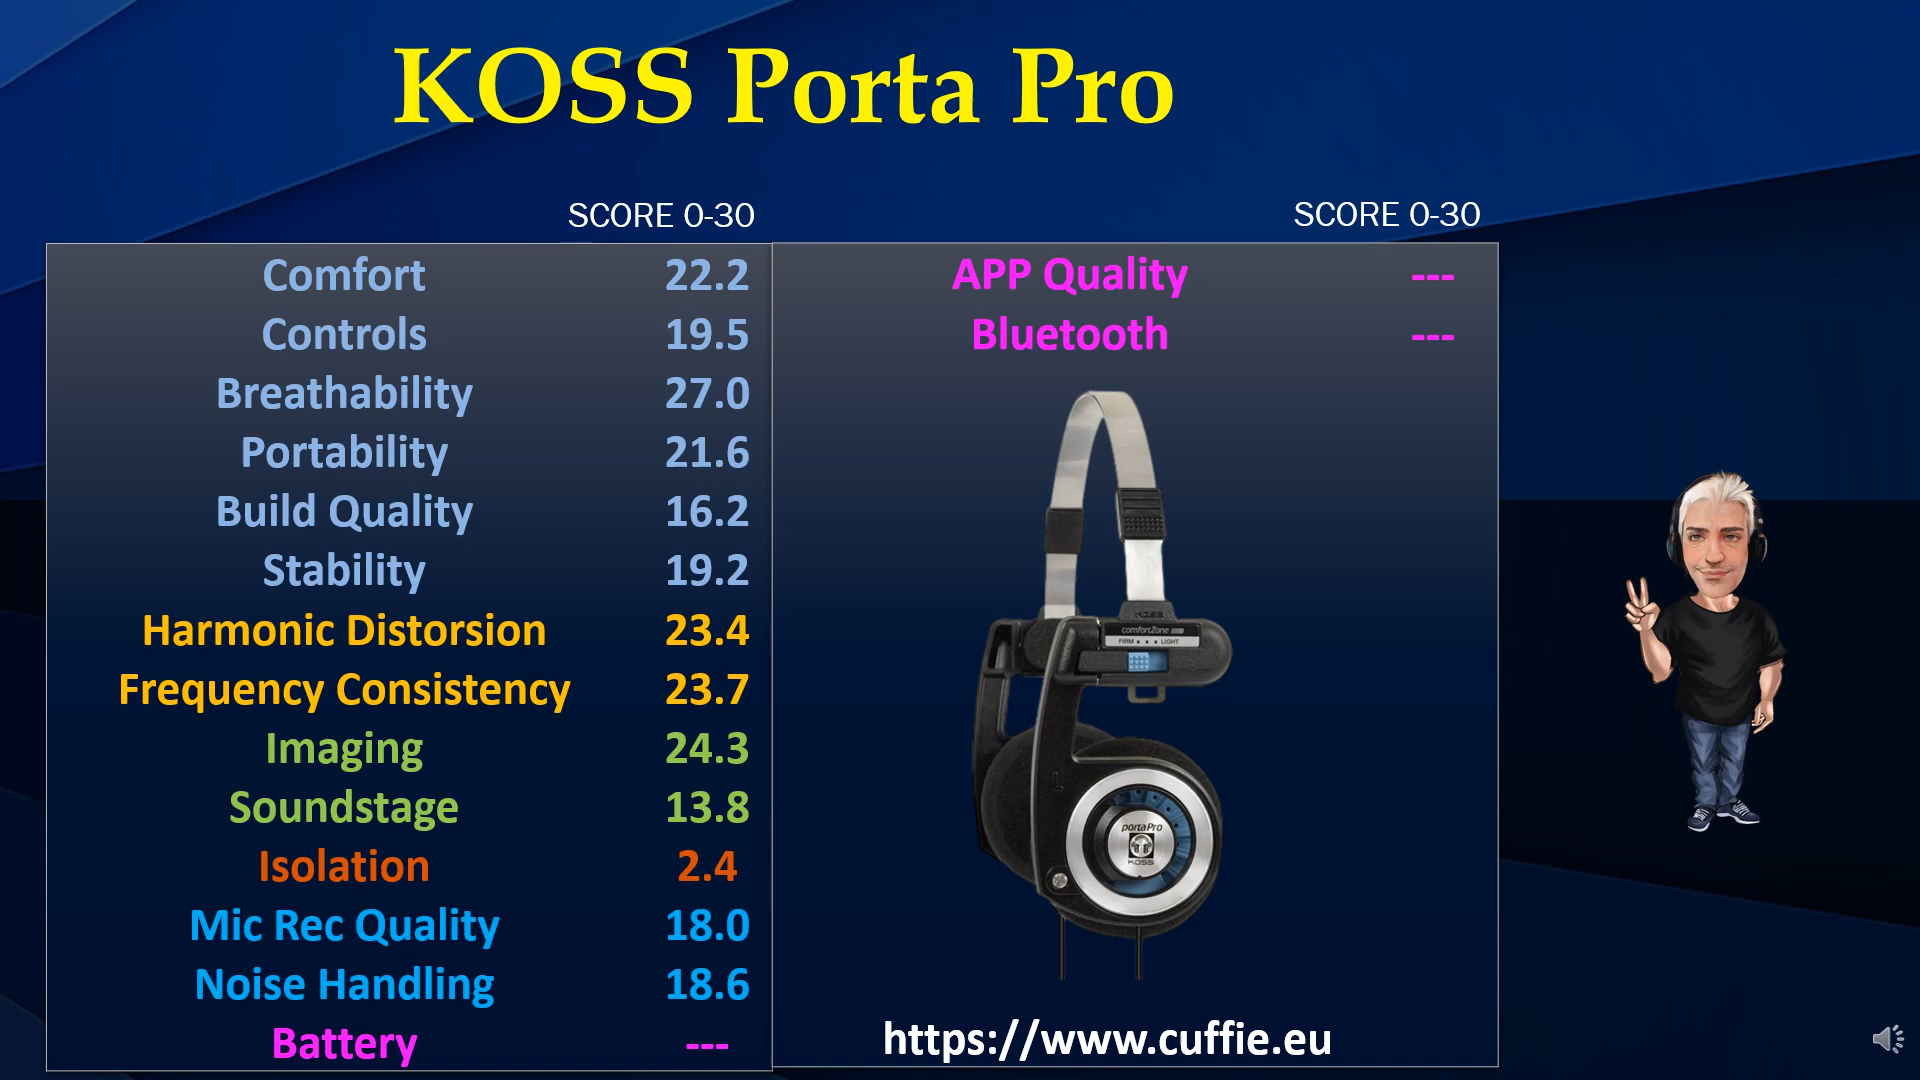 KOSS Porta Pro
SCORE 0-30
SCORE 0-30
Comfort 22.2
Controls 19.5
Breathability 27.0
Portability 21.6
Build Quality 16.2
Stability 19.2
Harmonic Distorsion 23.4
Frequency Consistency 23.7
Imaging 24.3
Soundstage 13.8
Isolation 2.4
Mic Rec Quality 18.0
Noise Handling 18.6
Battery ---
APP Quality ---
Bluetooth ---
KOSS
comfortZone
FIRM LIGHT
L
portaPro
KOSS
https://www.cuffie.eu